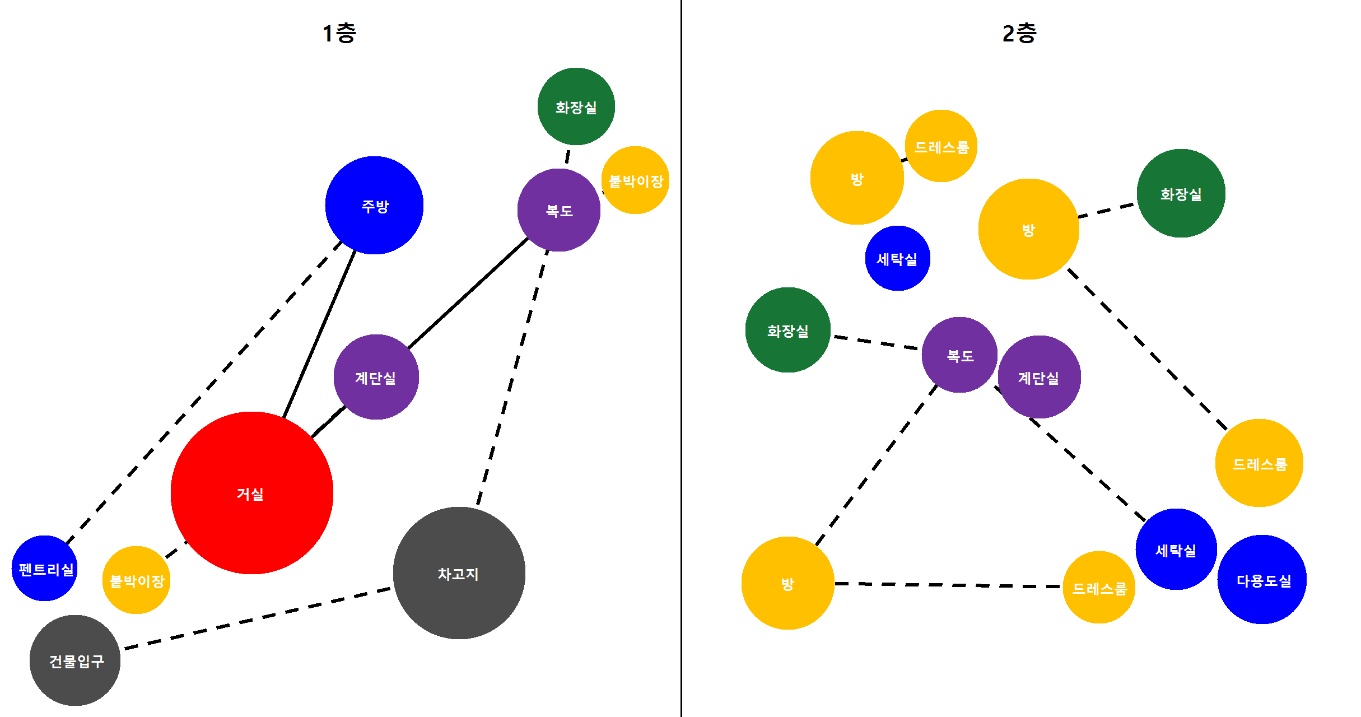 1층
화장실
붙박이장
주방
복도
계단실
거실
펜트리실
붙박이장
차고지
건물입구
2층
드레스룸
방
화장실
방
세탁실
화장실
복도
계단실
드레스룸
세탁실
다용도실
방
드레스룸